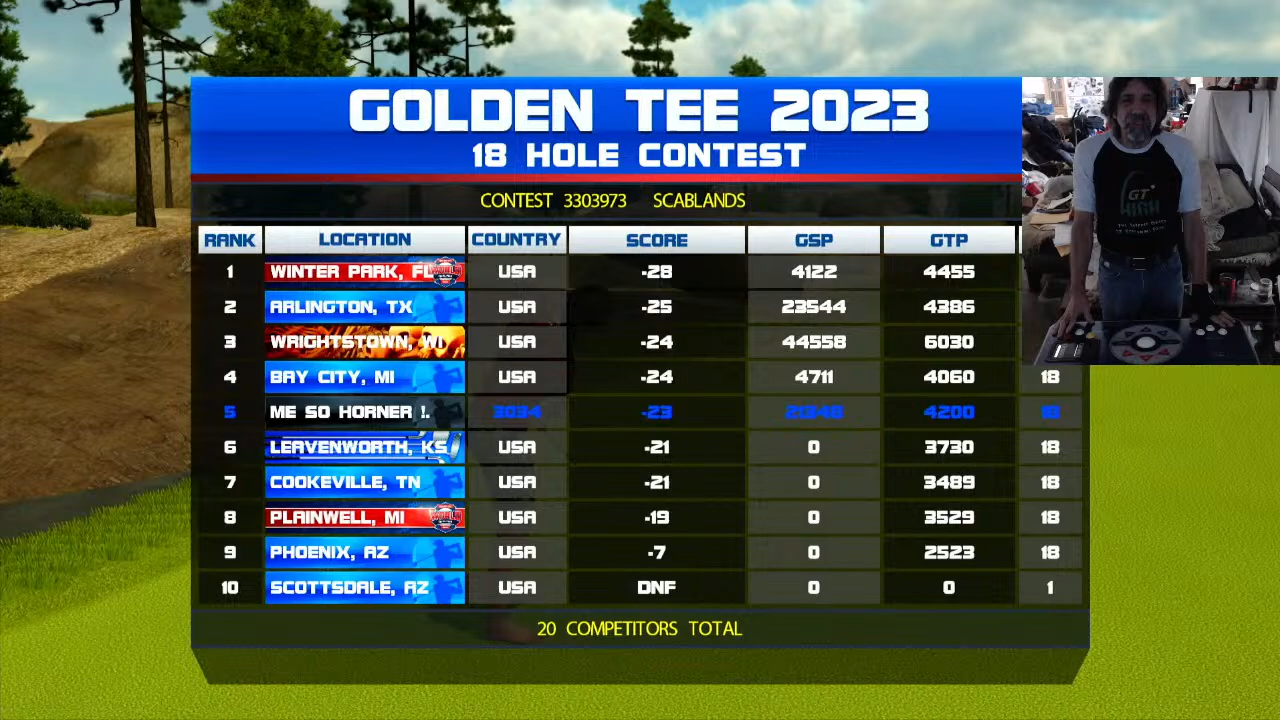 GOLDEN TEE 2023
18 HOLE CONTEST
CONTEST 3303973 SCABLANDS
RANK LOCATION COUNTRY SCORE GSP GTP
1 WINTER PARK, FL USA -28 4122 4455
2 ARLINGTON, TX USA -25 23544 4386
3 WRIGHTSTOWN, WI USA -24 44558 6030
4 BAY CITY, MI USA -24 4711 4060 18
5 ME SO HORNER !. 3034 -23 21348 4200 18
6 LEAVENWORTH, KS USA -21 0 3730 18
7 COOKEVILLE, TN USA -21 0 3489 18
8 PLAINWELL, MI USA -19 0 3529 18
9 PHOENIX, AZ USA -7 0 2523 18
10 SCOTTSDALE, AZ USA DNF 0 0 1
20 COMPETITORS TOTAL
GT
HIGH